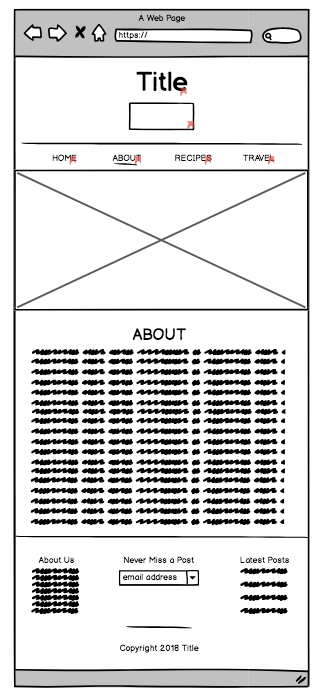 A Web Page
https://
Title
HOME ABOUT RECIPES TRAVEL
ABOUT
About Us Never Miss a Post Latest Posts
email address
Copyright 2018 Title